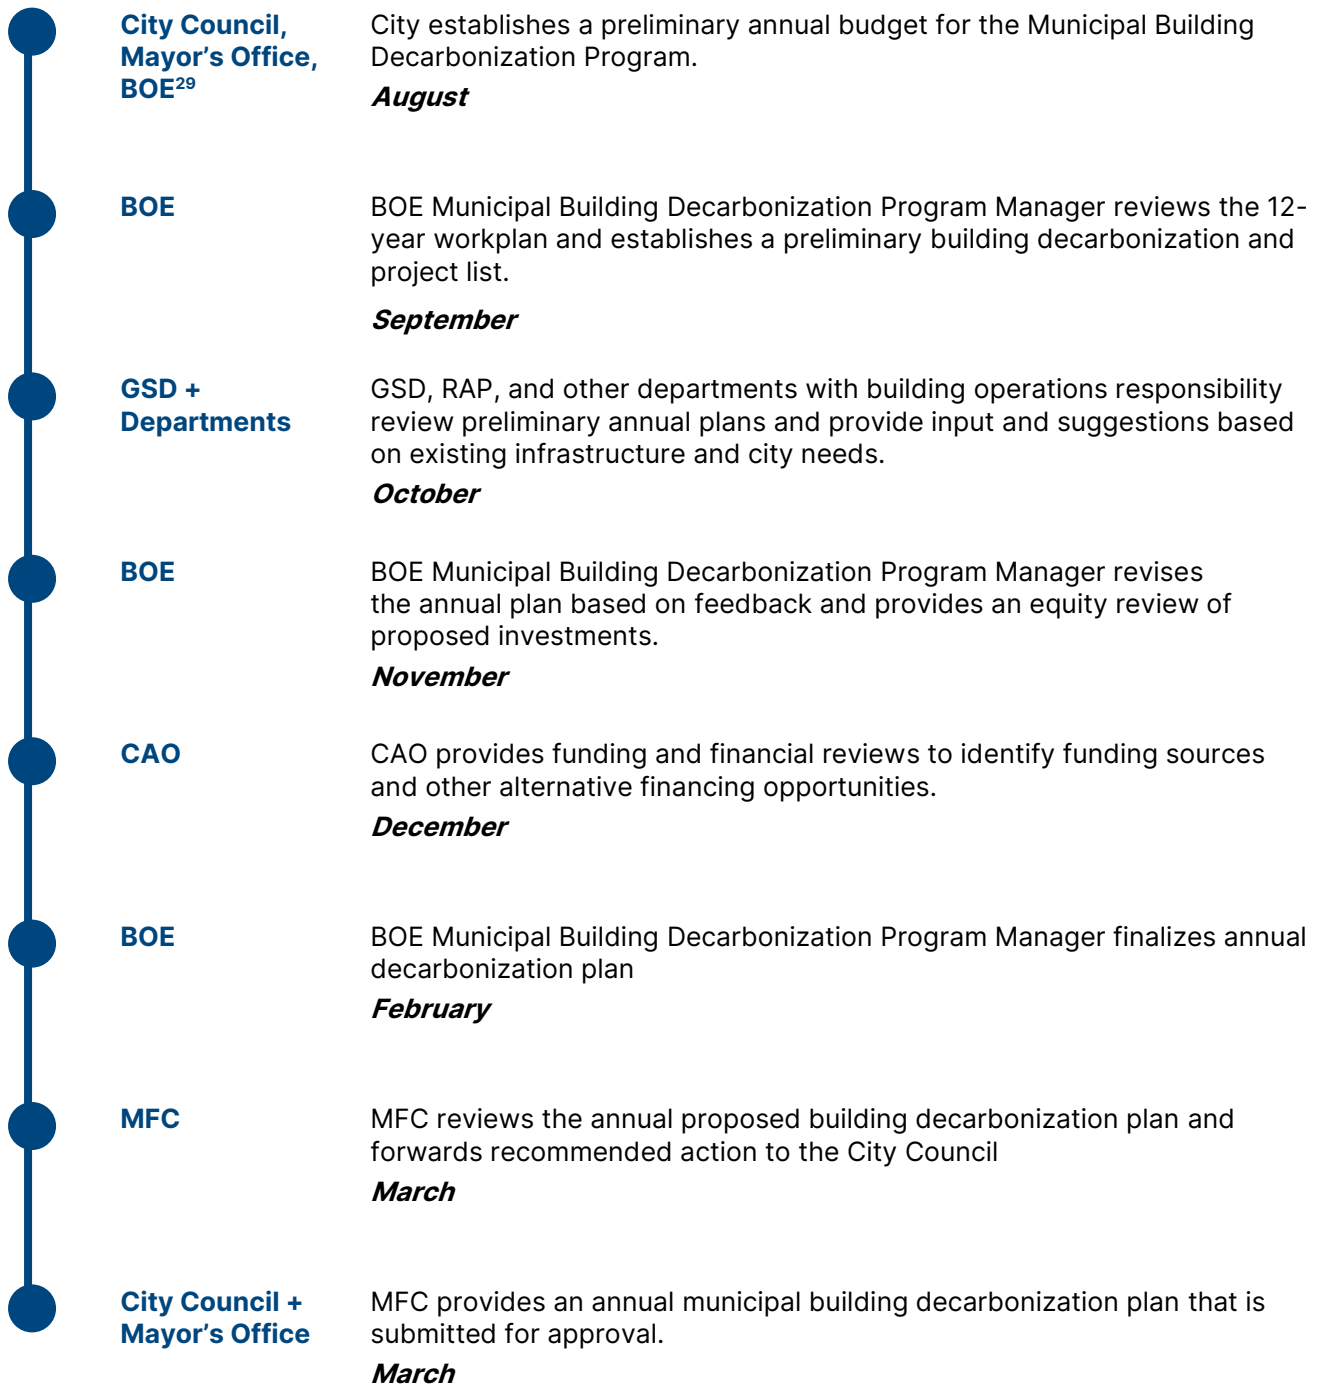 City Council,
Mayor's Office,
BOE29
City establishes a preliminary annual budget for the Municipal Building
Decarbonization Program.
August
BOE
BOE Municipal Building Decarbonization Program Manager reviews the 12-
year workplan and establishes a preliminary building decarbonization and
project list.
September
GSD +
Departments
GSD, RAP, and other departments with building operations responsibility
review preliminary annual plans and provide input and suggestions based
on existing infrastructure and city needs.
October
BOE
BOE Municipal Building Decarbonization Program Manager revises
the annual plan based on feedback and provides an equity review of
proposed investments.
November
CAO
CAO provides funding and financial reviews to identify funding sources
and other alternative financing opportunities.
December
BOE
BOE Municipal Building Decarbonization Program Manager finalizes annual
decarbonization plan
February
MFC
MFC reviews the annual proposed building decarbonization plan and
forwards recommended action to the City Council
March
City Council +
Mayor's Office
MFC provides an annual municipal building decarbonization plan that is
submitted for approval.
March